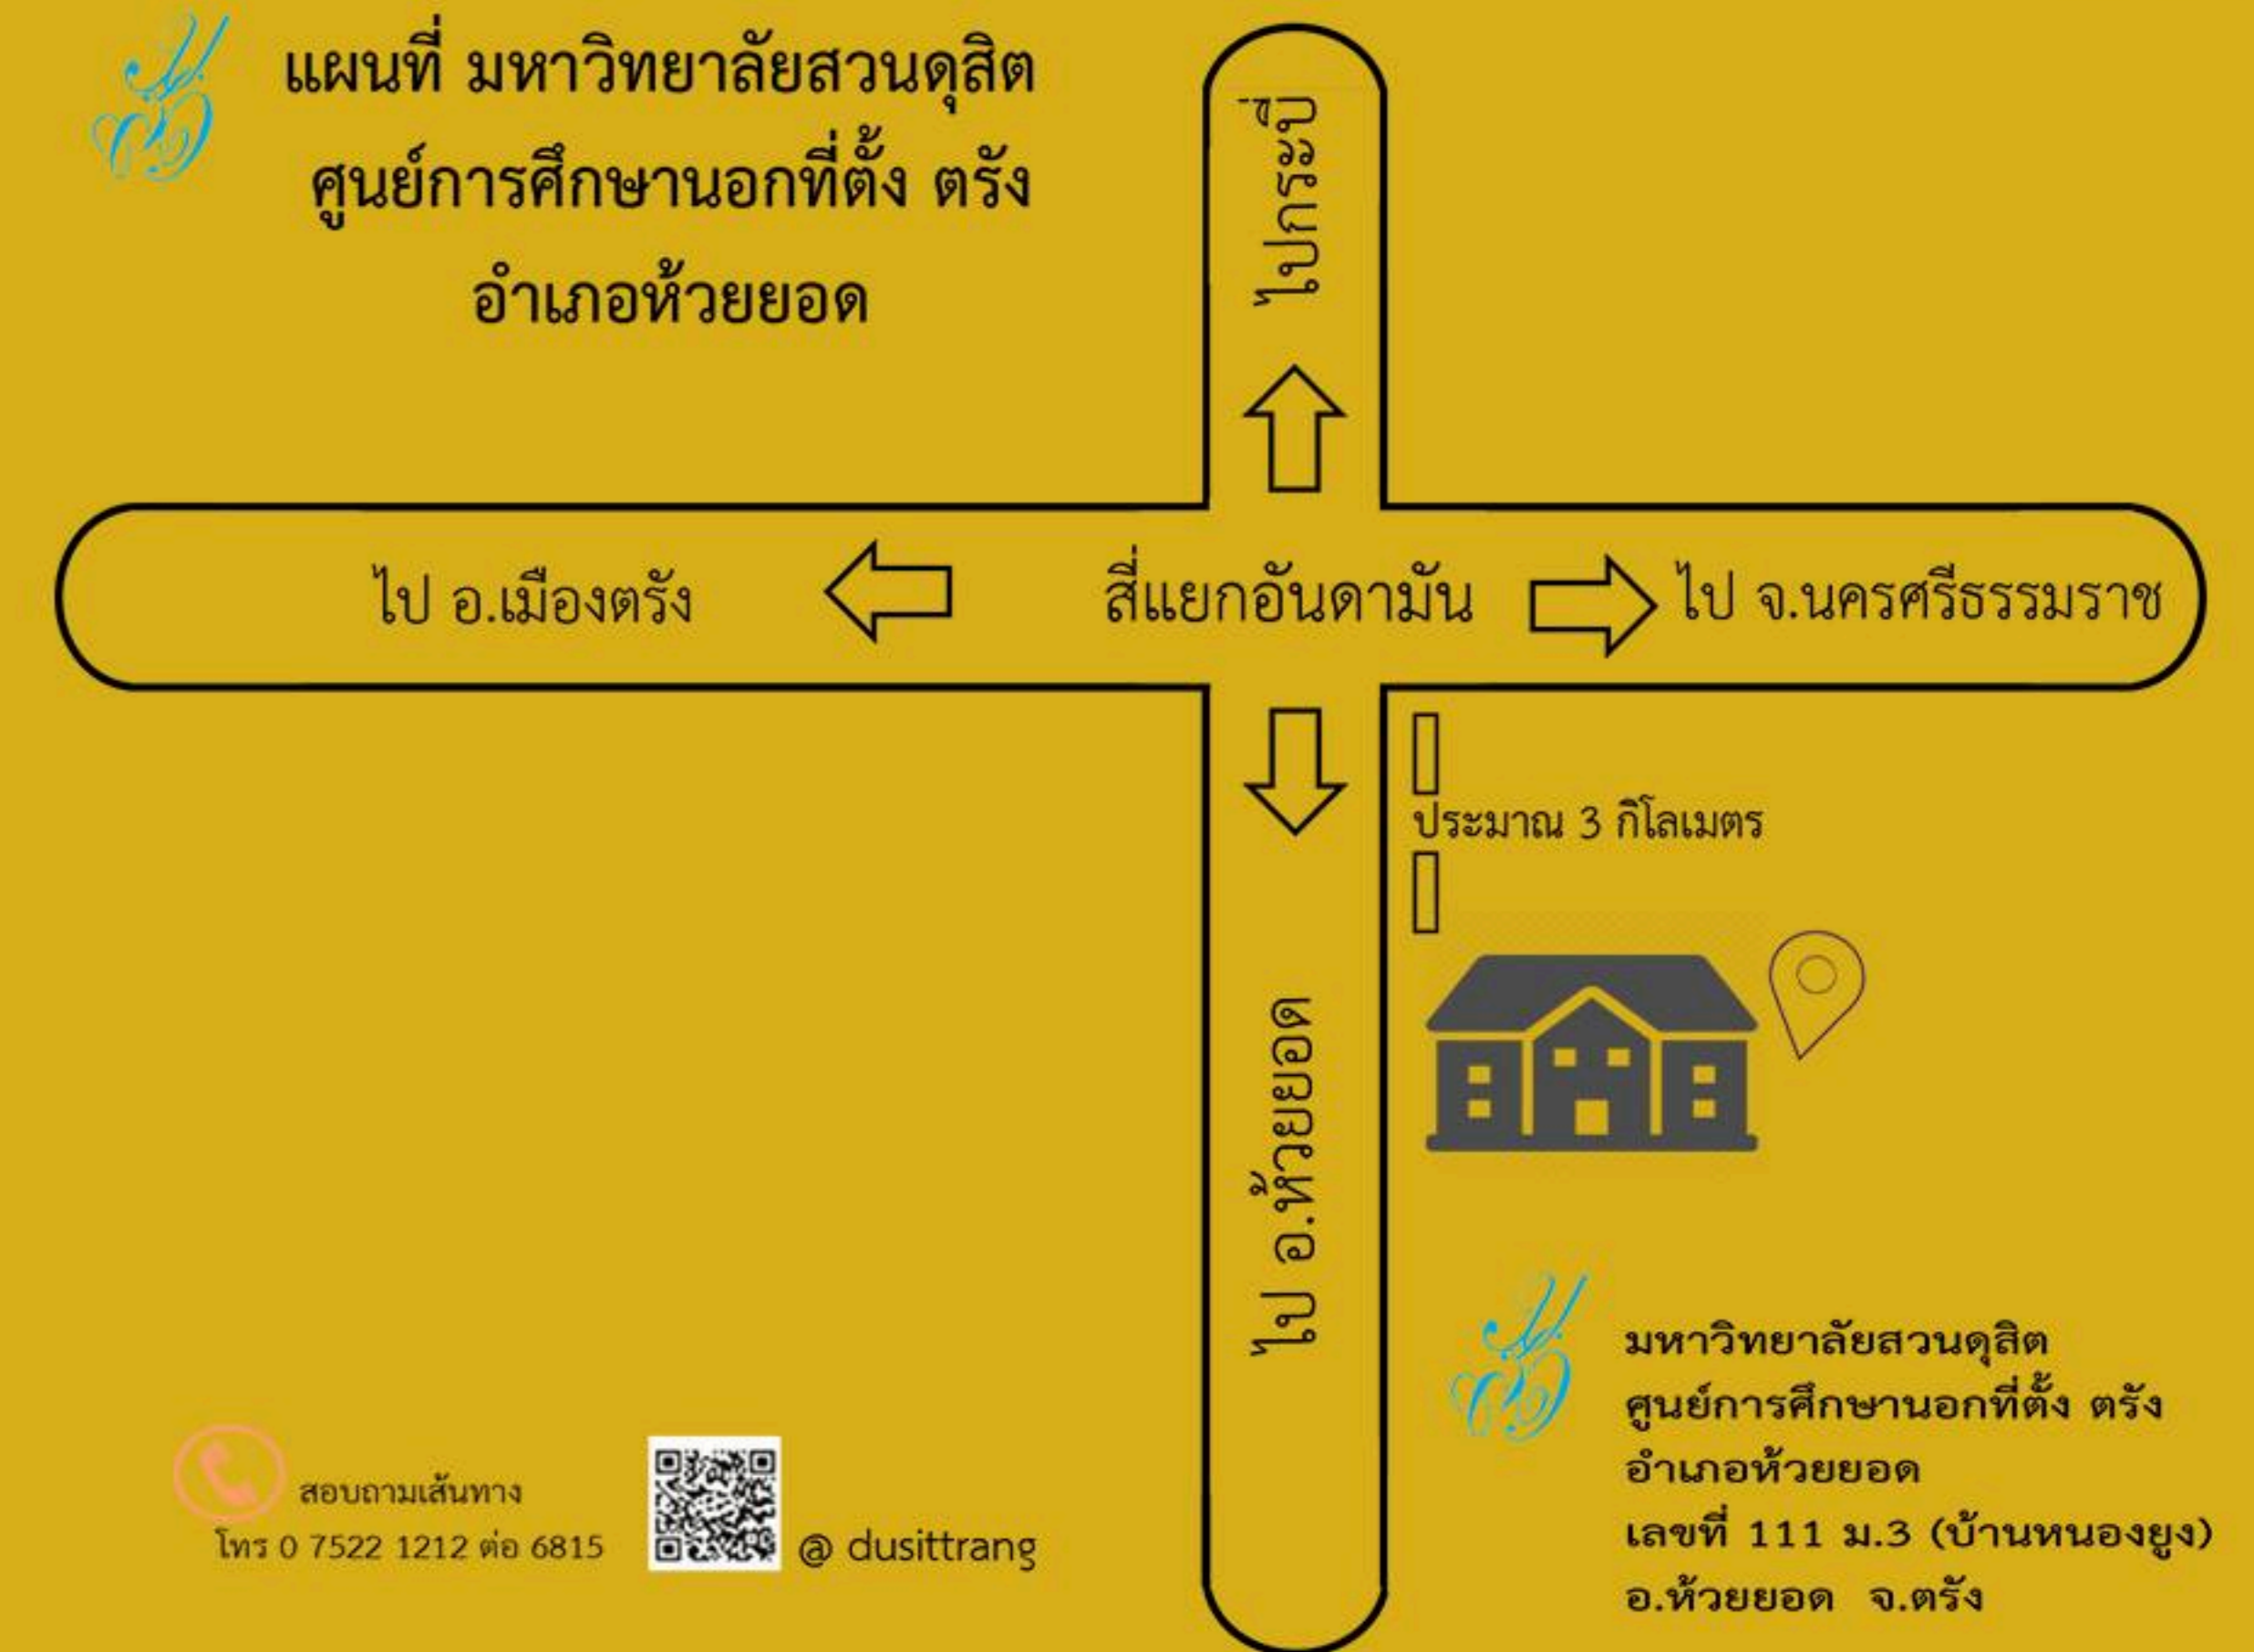 แผนที่ มหาวิทยาลัยสวนดุสิต
ศูนย์การศึกษานอกที่ตั้ง ตรัง
อำเภอห้วยยอด
ไปกระบี่
ไป อ.เมืองตรัง
สี่แยกอันดามัน
ไป จ.นครศรีธรรมราช
ประมาณ 3 กิโลเมตร
ไป อ.ห้วยยอด
มหาวิทยาลัยสวนดุสิต
ศูนย์การศึกษานอกที่ตั้ง ตรัง
อำเภอห้วยยอด
เลขที่ 111 ม.3 (บ้านหนองยูง)
อ.ห้วยยอด จ.ตรัง
สอบถามเส้นทาง
โทร 0 7522 1212 ต่อ 6815
@ dusittrang